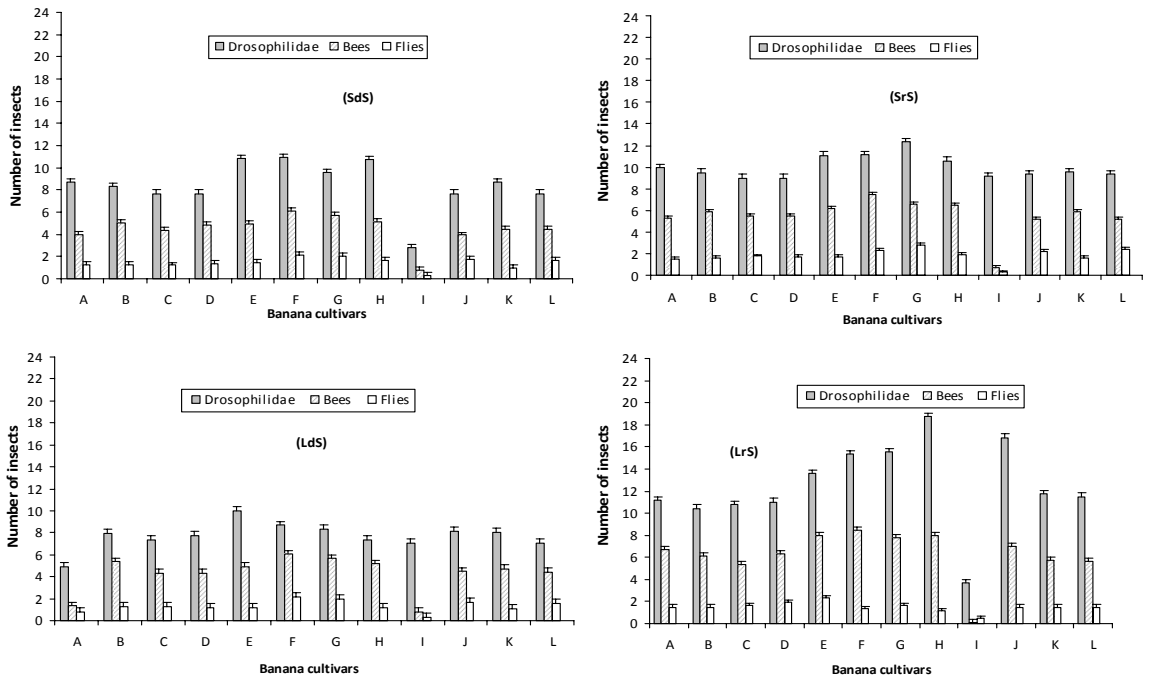 24
22
20
18
16
14
12
10
8
6
4
2
0
Number of insects
Drosophilidae Bees Flies
(SdS)
A B C D E F G H I J K L
Banana cultivars
24
22
20
18
16
14
12
10
8
6
4
2
0
Number of insects
Drosophilidae Bees Flies
(SrS)
A B C D E F G H I J K L
Banana cultivars
24
22
20
18
16
14
12
10
8
6
4
2
0
Number of insects
Drosophilidae Bees Flies
(LdS)
A B C D E F G H I J K L
Banana cultivars
24
22
20
18
16
14
12
10
8
6
4
2
0
Number of insects
Drosophilidae Bees Flies
(LrS)
A B C D E F G H I J K L
Banana cultivars